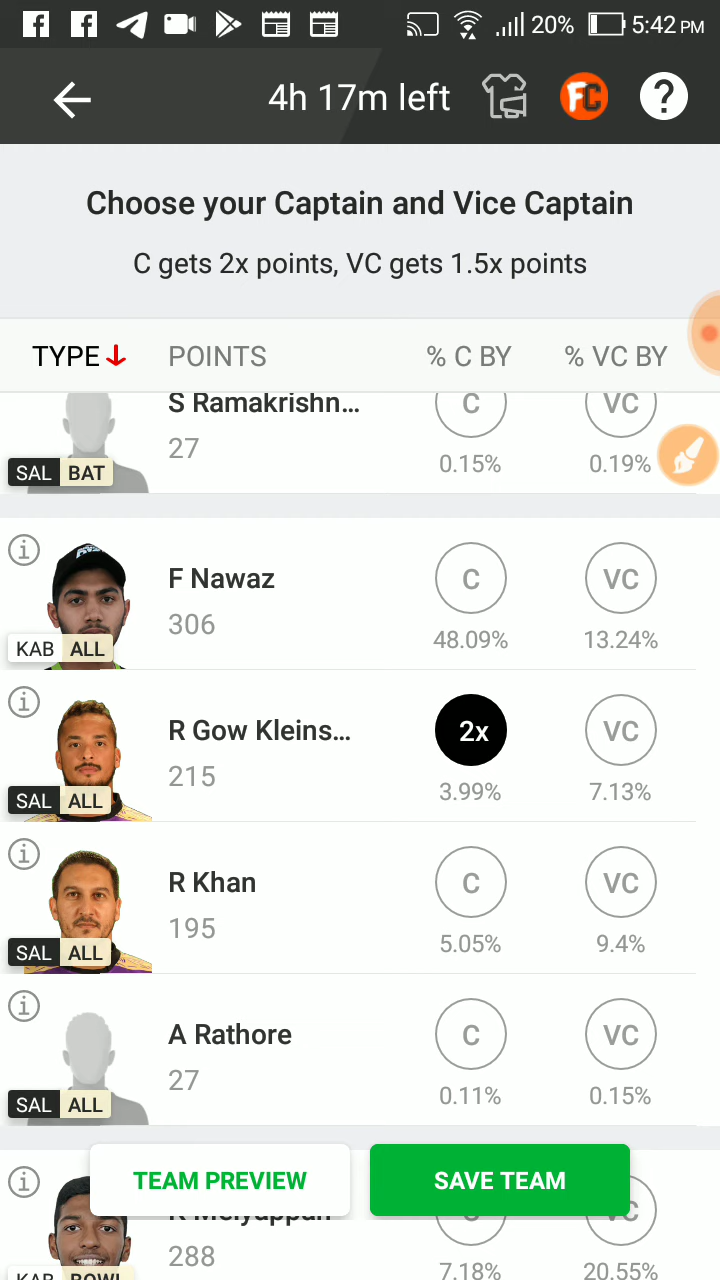 20% 5:42 PM
4h 17m left FC ?
Choose your Captain and Vice Captain
C gets 2x points, VC gets 1.5x points
TYPE POINTS % C BY % VC BY
S Ramakrishn... C VC
27 0.15% 0.19%
SAL BAT
F Nawaz C VC
306 48.09% 13.24%
KAB ALL
R Gow Kleins... 2x VC
215 3.99% 7.13%
SAL ALL
R Khan C VC
195 5.05% 9.4%
SAL ALL
A Rathore C VC
27 0.11% 0.15%
SAL ALL
TEAM PREVIEW SAVE TEAM
R Meiyappan C VC
288 7.18% 20.55%
KAB BOWL